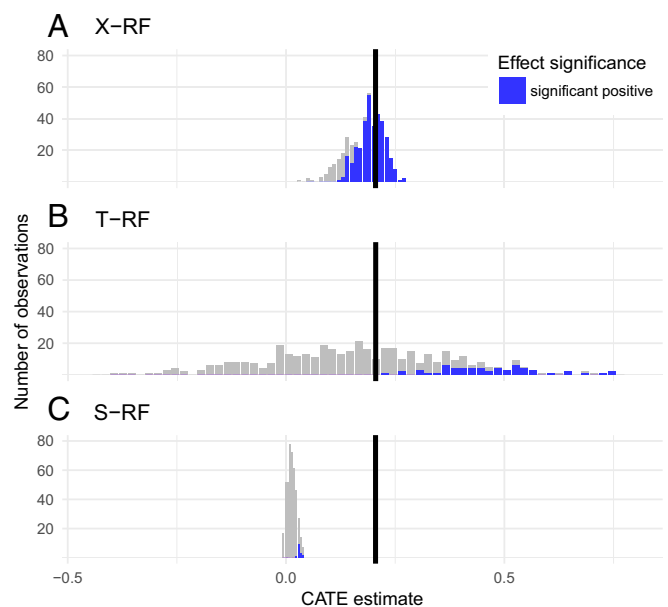 A X−RF
80
60
40
20
Effect significance
significant positive
B T−RF
80
60
40
20
Number of observations
C S−RF
80
60
40
20
−0.5 0.0 0.5
CATE estimate